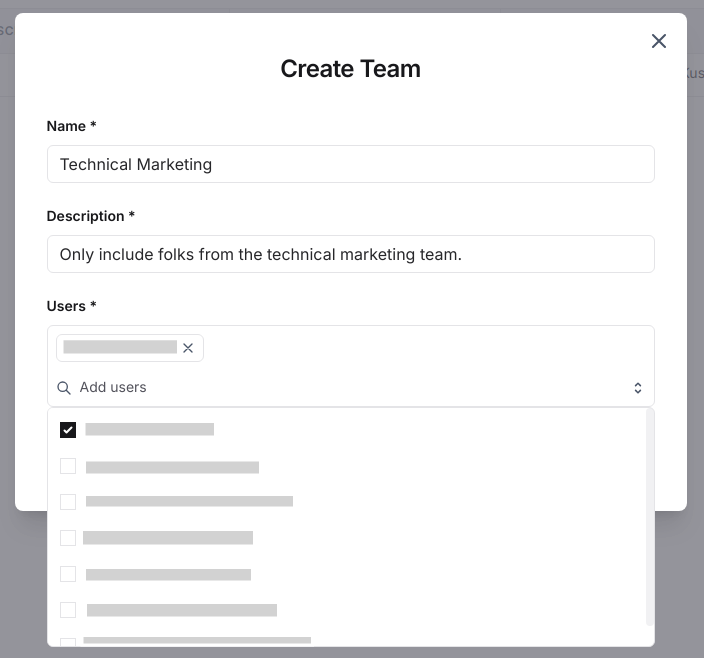 Create Team
Name *
Technical Marketing
Description *
Only include folks from the technical marketing team.
Users *
Add users